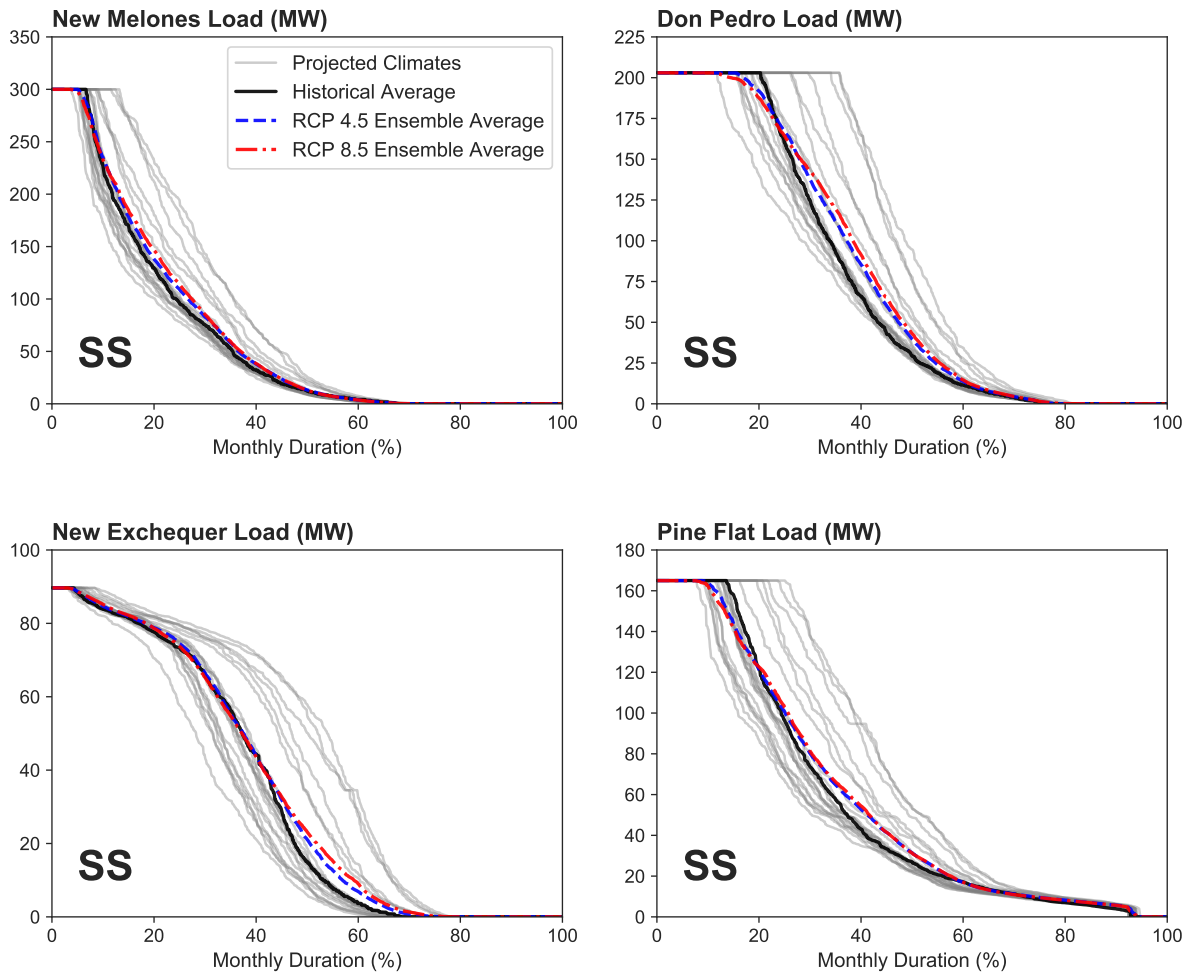 New Melones Load (MW)
350
300
250
200
150
100
50
0
0 20 40 60 80 100
Monthly Duration (%)
Projected Climates
Historical Average
RCP 4.5 Ensemble Average
RCP 8.5 Ensemble Average
SS
Don Pedro Load (MW)
225
200
175
150
125
100
75
50
25
0
0 20 40 60 80 100
Monthly Duration (%)
SS
New Exchequer Load (MW)
100
80
60
40
20
0
0 20 40 60 80 100
Monthly Duration (%)
SS
Pine Flat Load (MW)
180
160
140
120
100
80
60
40
20
0
0 20 40 60 80 100
Monthly Duration (%)
SS